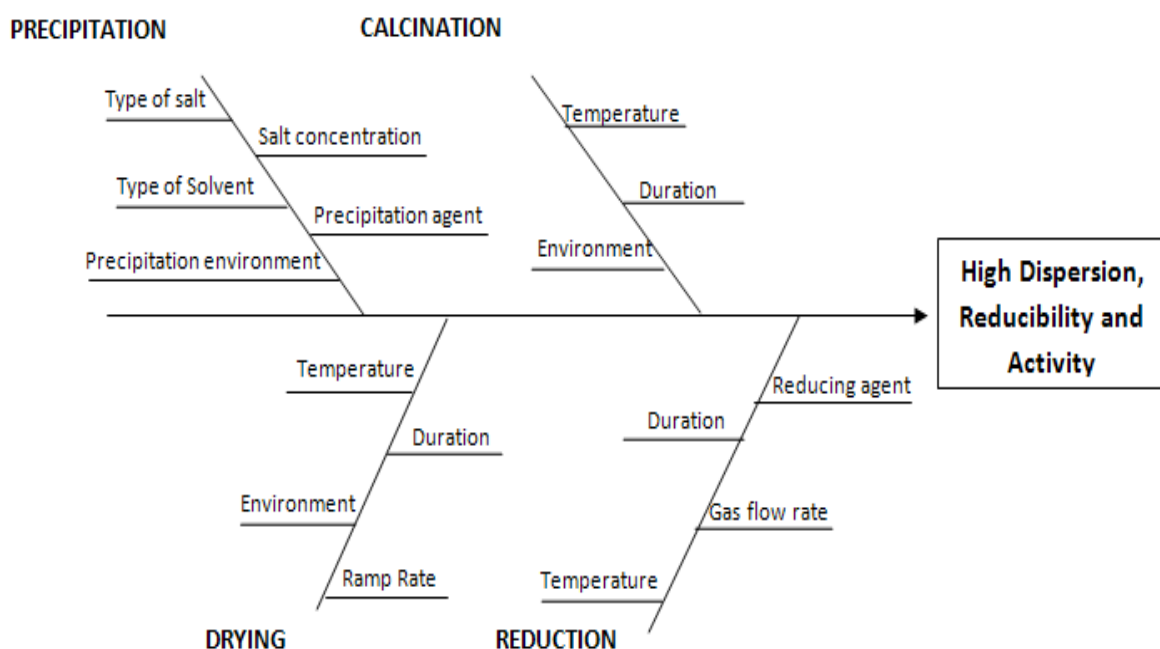 PRECIPITATION
CALCINATION
Type of salt
Salt concentration
Type of Solvent
Precipitation agent
Precipitation environment
Temperature
Duration
Environment
High Dispersion,
Reducibility and
Activity
Temperature
Duration
Environment
Ramp Rate
DRYING
Reducing agent
Duration
Gas flow rate
Temperature
REDUCTION